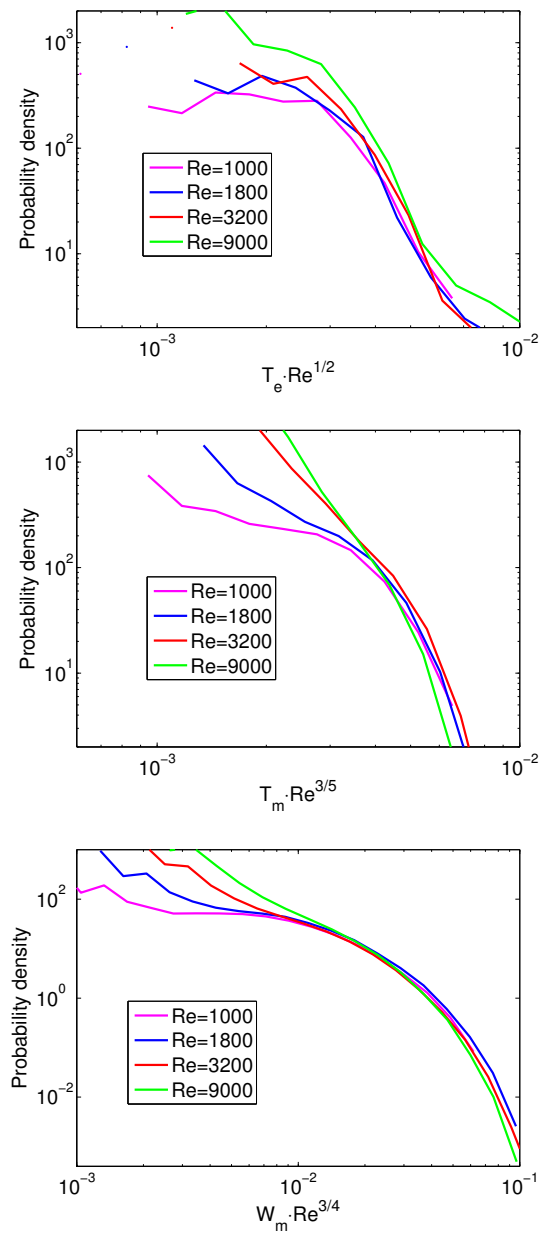 10³
10²
10¹
Probability density
Re=1000
Re=1800
Re=3200
Re=9000
10⁻³
10⁻²
Tₑ·Re^{1/2}
10³
10²
10¹
Probability density
Re=1000
Re=1800
Re=3200
Re=9000
10⁻³
10⁻²
Tₘ·Re^{3/5}
10²
10⁰
10⁻²
Probability density
Re=1000
Re=1800
Re=3200
Re=9000
10⁻³
10⁻²
10⁻¹
Wₘ·Re^{3/4}